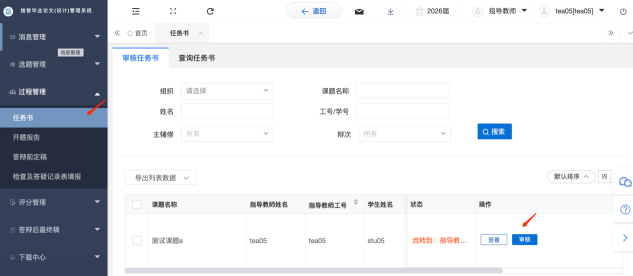 维普毕业论文(设计)管理系统
返回
2026届
指导教师
tea05[tea05]
消息管理
消息管理
选题管理
过程管理
任务书
开题报告
答辩前定稿
检查及答疑记录表填报
评分管理
答辩后最终稿
下载中心
首页
任务书
审核任务书
查询任务书
组织
请选择
课题名称
姓名
工号/学号
主辅修
所有
辩次
所有
搜索
导出列表数据
默认排序
课题名称
指导教师姓名
指导教师工号
学生姓名
状态
操作
测试课题a
tea05
tea05
stu05
流转到：指导教...
查看
审核